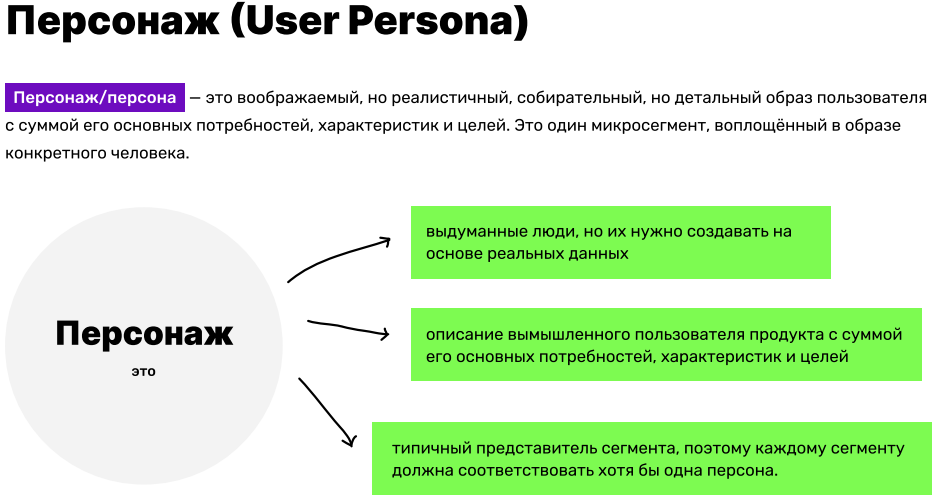 Персонаж (User Persona)
Персонаж/персона — это воображаемый, но реалистичный, собирательный, но детальный образ пользователя
с суммой его основных потребностей, характеристик и целей. Это один микросегмент, воплощённый в образе
конкретного человека.
Персонаж
это
выдуманные люди, но их нужно создавать на
основе реальных данных
описание вымышленного пользователя продукта с суммой
его основных потребностей, характеристик и целей
типичный представитель сегмента, поэтому каждому сегменту
должна соответствовать хотя бы одна персона.